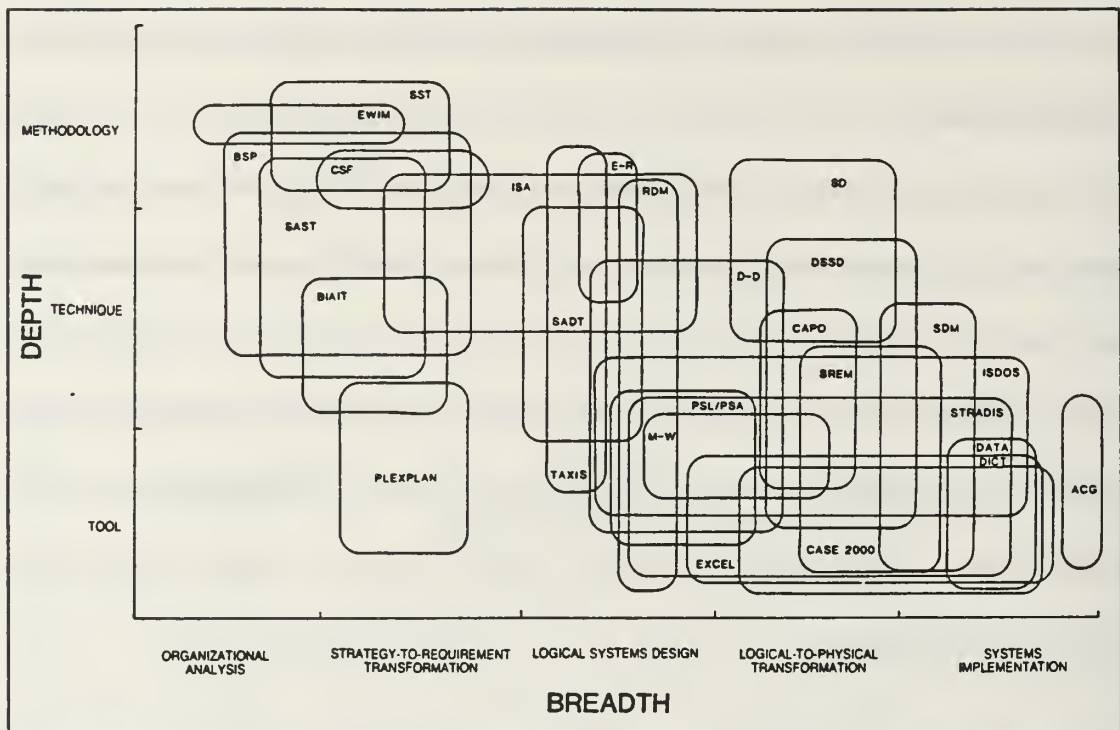 DEPTH
METHODOLOGY
TECHNIQUE
TOOL
SST
EWIM
BSP
CSF
SAST
BIAIT
PLEXPLAN
ISA
E-R
RDM
SADT
TAXIS
SD
DSSD
D-D
CAPO
SDM
SREM
ISDOS
PSL/PSA
STRADIS
M-W
DATA
DICT
ACG
CASE 2000
EXCEL
ORGANIZATIONAL
ANALYSIS
STRATEGY-TO-REQUIREMENT
TRANSFORMATION
LOGICAL SYSTEMS DESIGN
LOGICAL-TO-PHYSICAL
TRANSFORMATION
SYSTEMS
IMPLEMENTATION
BREADTH